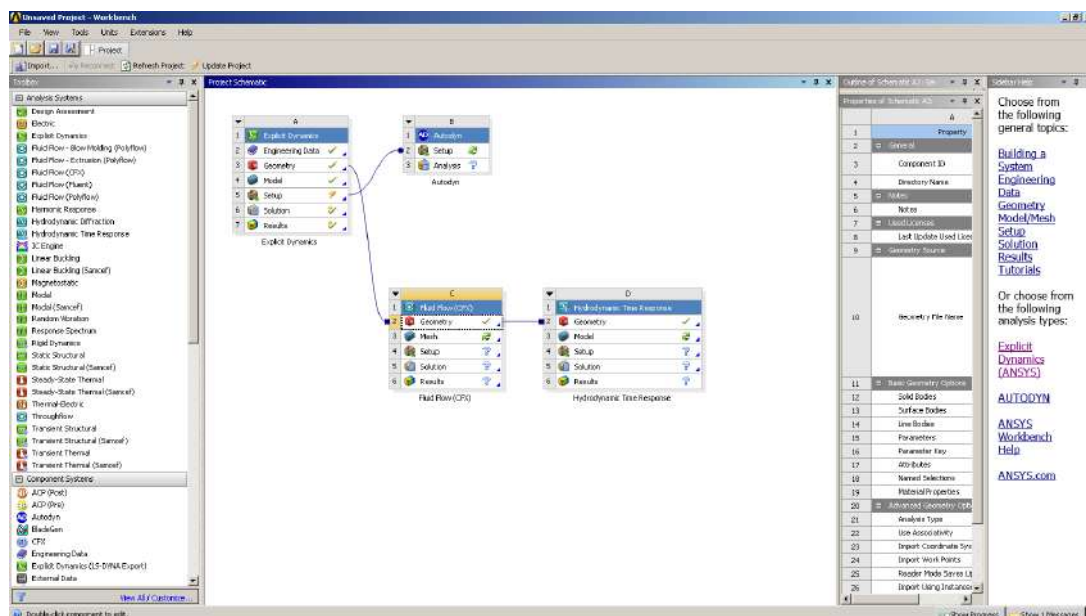 Unsaved Project - Workbench
File View Tools Units Extensions Help
Project
Import... Reconnect Refresh Project Update Project
Toolbox
Project Schematic
Analysis Systems
Design Assessment
Electric
Explicit Dynamics
Fluid Flow - Blow Molding (Polyflow)
Fluid Flow - Extrusion (Polyflow)
Fluid Flow (CFX)
Fluid Flow (Fluent)
Fluid Flow (Polyflow)
Harmonic Response
Hydrodynamic Diffraction
Hydrodynamic Time Response
IC Engine
Linear Buckling
Linear Buckling (Samcef)
Magnetostatic
Modal
Modal (Samcef)
Random Vibration
Response Spectrum
Rigid Dynamics
Static Structural
Static Structural (Samcef)
Steady-State Thermal
Steady-State Thermal (Samcef)
Thermal-Electric
Throughflow
Transient Structural
Transient Structural (Samcef)
Transient Thermal
Transient Thermal (Samcef)
Component Systems
ACP (Post)
ACP (Pre)
Autodyn
BladeGen
CFX
Engineering Data
Explicit Dynamics (LS-DYNA Export)
External Data
View All / Customize...
Double-click component to edit.
A
1 Explicit Dynamics
2 Engineering Data
3 Geometry
4 Model
5 Setup
6 Solution
7 Results
Explicit Dynamics
B
1 Autodyn
2 Setup
3 Analysis
Autodyn
C
1 Fluid Flow (CFX)
2 Geometry
3 Mesh
4 Setup
5 Solution
6 Results
Fluid Flow (CFX)
D
1 Hydrodynamic Time Response
2 Geometry
3 Model
4 Setup
5 Solution
6 Results
Hydrodynamic Time Response
Outline of Schematic A3:
Properties of Schematic A3:
A
1 Property
2 General
3 Component ID
4 Directory Name
5 Notes
6 Notes
7 Used Licenses
8 Last Update Used Licen
9 Geometry Source
10 Geometry File Name
11 Basic Geometry Options
12 Solid Bodies
13 Surface Bodies
14 Line Bodies
15 Parameters
16 Parameter Key
17 Attributes
18 Named Selections
19 Material Properties
20 Advanced Geometry Opti
21 Analysis Type
22 Use Associativity
23 Import Coordinate Sys
24 Import Work Points
25 Reader Mode Saves Up
26 Import Using Instances
Sidebar Help
Choose from
the following
general topics:
Building a
System
Engineering
Data
Geometry
Model/Mesh
Setup
Solution
Results
Tutorials
Or choose from
the following
analysis types:
Explicit
Dynamics
(ANSYS)
AUTODYN
ANSYS
Workbench
Help
ANSYS.com
Show Progress Show 1 Messages